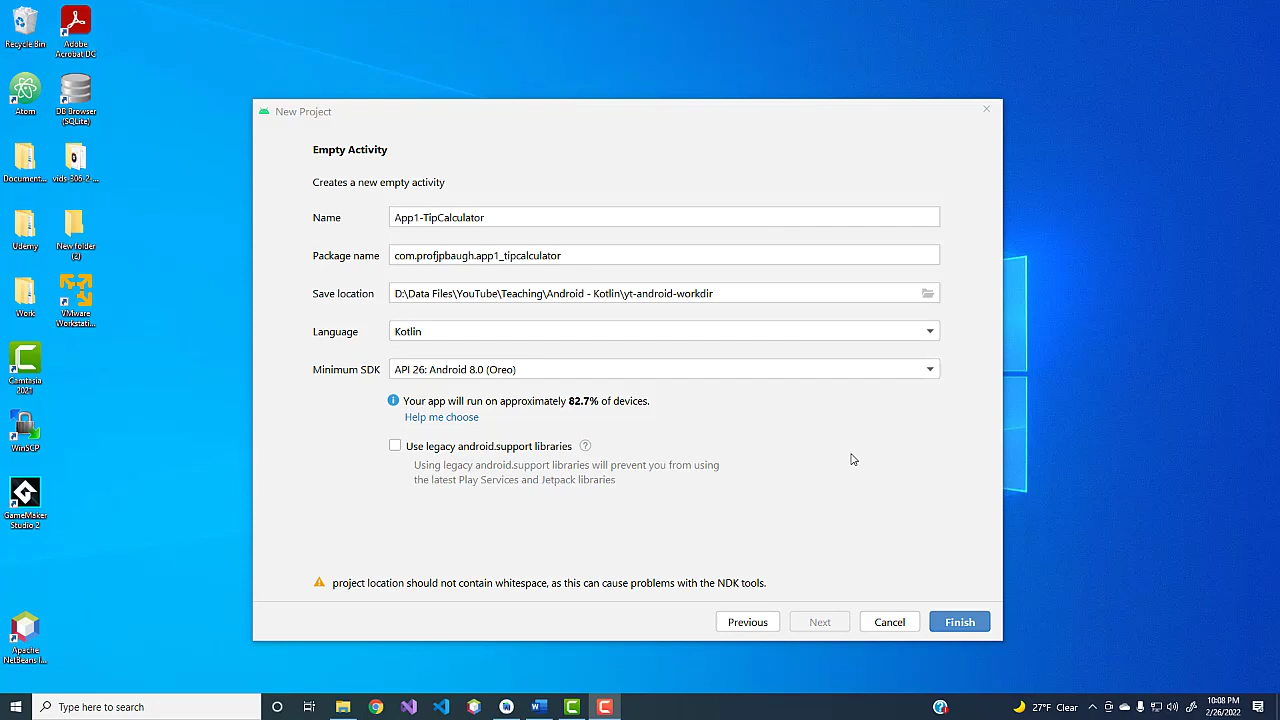 Recycle Bin
Adobe
Acrobat DC
Atom
DB Browser
(SQLite)
Document...
vids-306-2-...
Udemy
New folder
(2)
Work
VMware
Workstati...
Camtasia
2021
WinSCP
GameMaker
Studio 2
Apache
NetBeans I...
New Project
Empty Activity
Creates a new empty activity
Name
App1-TipCalculator
Package name
com.profjpbaugh.app1_tipcalculator
Save location
D:\Data Files\YouTube\Teaching\Android - Kotlin\yt-android-workdir
Language
Kotlin
Minimum SDK
API 26: Android 8.0 (Oreo)
Your app will run on approximately 82.7% of devices.
Help me choose
Use legacy android.support libraries
Using legacy android.support libraries will prevent you from using
the latest Play Services and Jetpack libraries
project location should not contain whitespace, as this can cause problems with the NDK tools.
Previous
Next
Cancel
Finish
Type here to search
27°F Clear
10:08 PM
2/26/2022